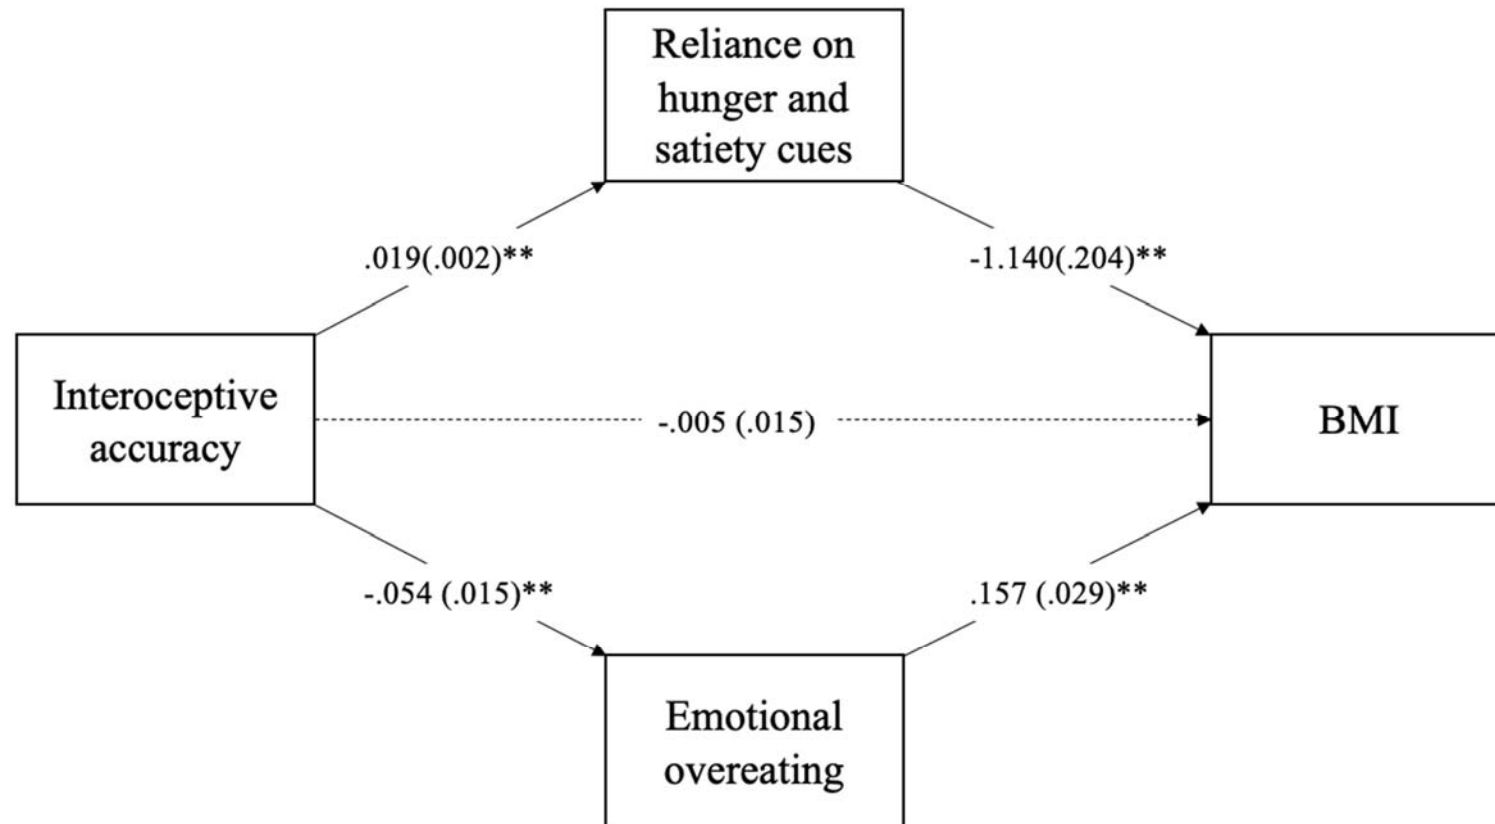 Reliance on
hunger and
satiety cues
.019(.002)**
-1.140(.204)**
Interoceptive
accuracy
-.005 (.015)
BMI
-.054 (.015)**
.157 (.029)**
Emotional
overeating